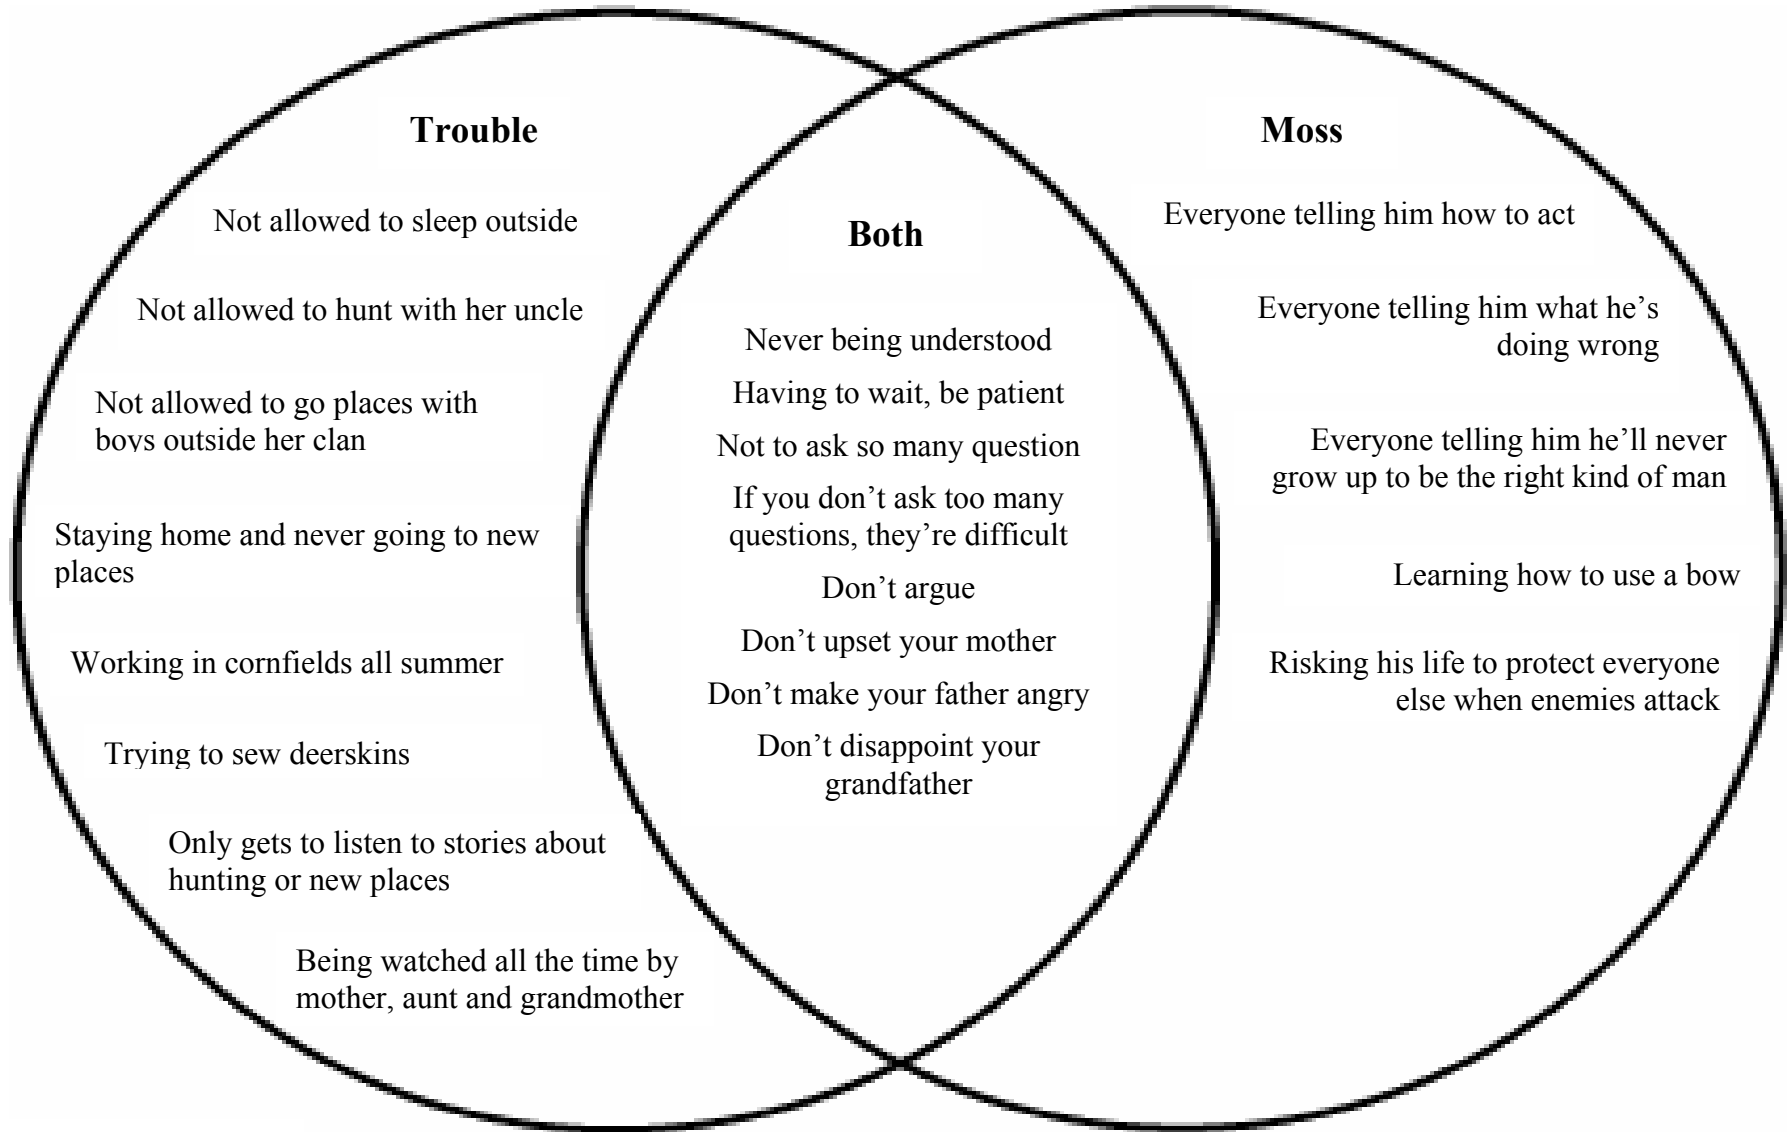 Trouble
Not allowed to sleep outside
Not allowed to hunt with her uncle
Not allowed to go places with
boys outside her clan
Staying home and never going to new
places
Working in cornfields all summer
Trying to sew deerskins
Only gets to listen to stories about
hunting or new places
Being watched all the time by
mother, aunt and grandmother
Both
Never being understood
Having to wait, be patient
Not to ask so many question
If you don’t ask too many
questions, they’re difficult
Don’t argue
Don’t upset your mother
Don’t make your father angry
Don’t disappoint your
grandfather
Moss
Everyone telling him how to act
Everyone telling him what he’s
doing wrong
Everyone telling him he’ll never
grow up to be the right kind of man
Learning how to use a bow
Risking his life to protect everyone
else when enemies attack